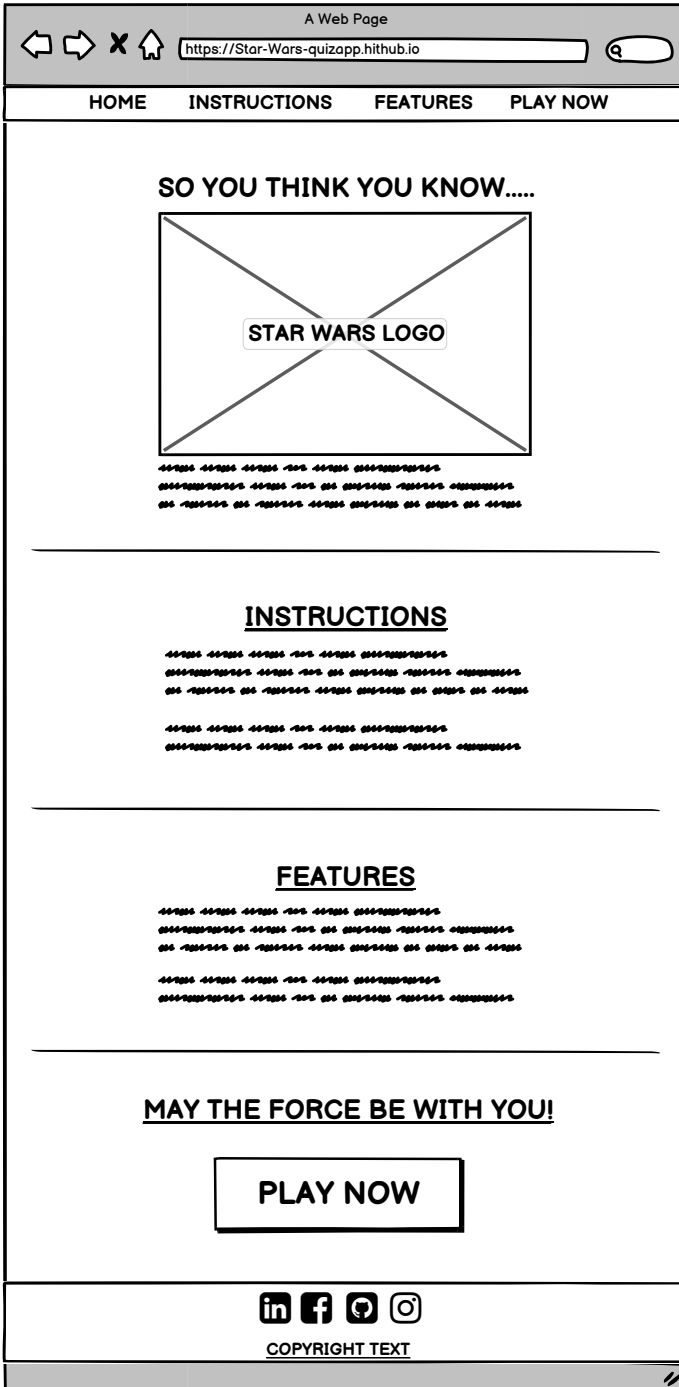 A Web Page
https://Star-Wars-quizapp.hithub.io
HOME INSTRUCTIONS FEATURES PLAY NOW
SO YOU THINK YOU KNOW.....
STAR WARS LOGO
INSTRUCTIONS
FEATURES
MAY THE FORCE BE WITH YOU!
PLAY NOW
in f
COPYRIGHT TEXT